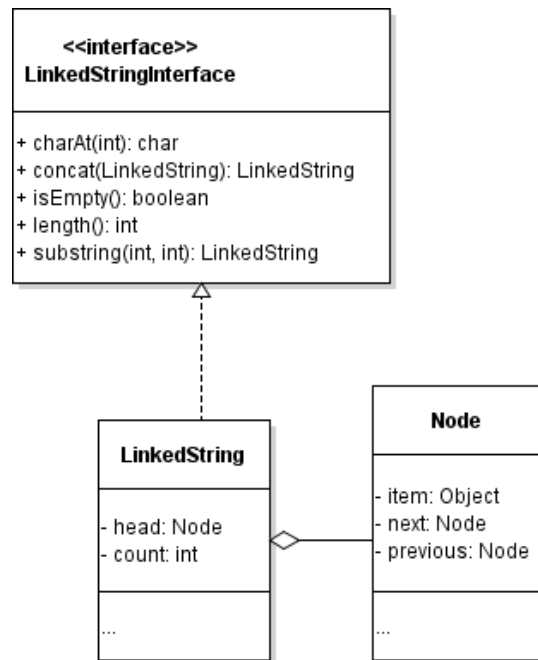 <<interface>>
LinkedStringInterface
+ charAt(int): char
+ concat(LinkedString): LinkedString
+ isEmpty(): boolean
+ length(): int
+ substring(int, int): LinkedString
LinkedString
- head: Node
- count: int
...
Node
- item: Object
- next: Node
- previous: Node
...